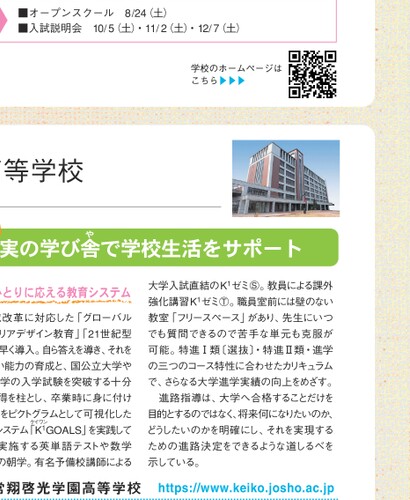 ■オープンスクール　8/24（土）
■入試説明会　10/5（土）・11/2（土）・12/7（土）
学校のホームページは
こちら▶▶▶
等学校
実の学び舎で学校生活をサポート
とりに応える教育システム
改革に対応した「グローバル
リアデザイン教育」「21世紀型
早く導入。自ら答えを導き、それを
い能力の育成と、国公立大学や
学の入学試験を突破する十分
得を柱とし、卒業時に身に付け
をピクトグラムとして可視化した
システム「K¹GOALS」を実践して
実施する英単語テストや数学
の朝学。有名予備校講師による
大学入試直結のK¹ゼミⓈ。教員による課外
強化講習K¹ゼミⓉ。職員室前には壁のない
教室「フリースペース」があり、先生にいつ
でも質問できるので苦手な単元も克服が
可能。特進Ⅰ類［選抜］・特進Ⅱ類・進学
の三つのコース特性に合わせたカリキュラム
で、さらなる大学進学実績の向上をめざす。
進路指導は、大学へ合格することだけを
目的とするのではなく、将来何になりたいのか、
どうしたいのかを明確にし、それを実現する
ための進路決定をできるような道しるべを
示している。
常翔啓光学園高等学校　https://www.keiko.josho.ac.jp